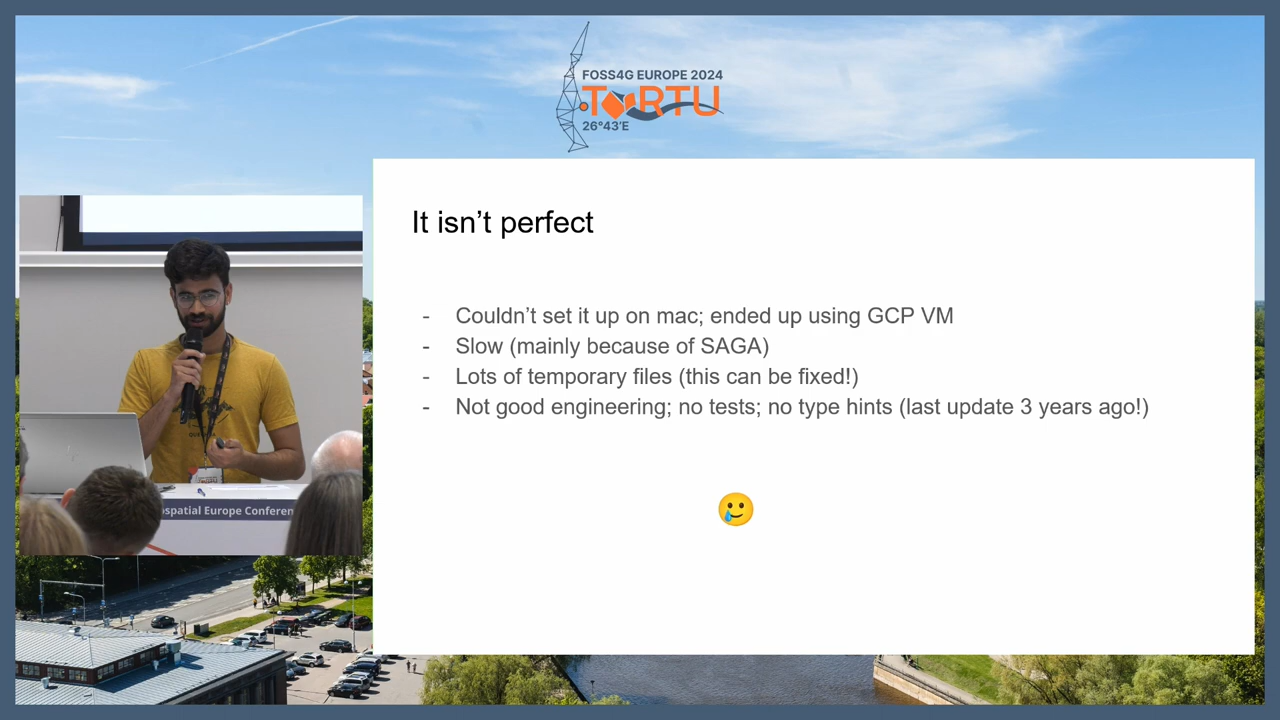 FOSS4G EUROPE 2024
TORTU
26°43'E
It isn’t perfect
- Couldn’t set it up on mac; ended up using GCP VM
- Slow (mainly because of SAGA)
- Lots of temporary files (this can be fixed!)
- Not good engineering; no tests; no type hints (last update 3 years ago!)
ospatial Europe Conferen